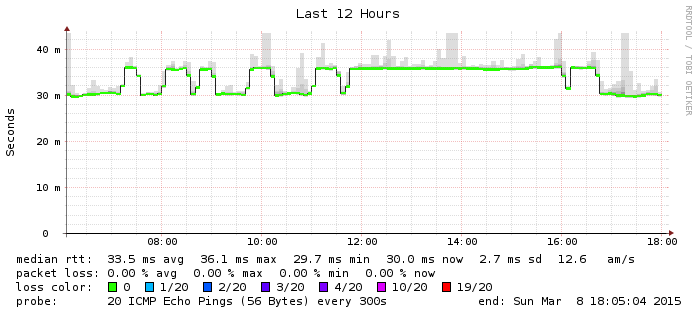 Last 12 Hours
RRDTOOL / TOBI OETIKER
Seconds
40 m
30 m
20 m
10 m
0
08:00 10:00 12:00 14:00 16:00 18:00
median rtt: 33.5 ms avg 36.1 ms max 29.7 ms min 30.0 ms now 2.7 ms sd 12.6 am/s
packet loss: 0.00 % avg 0.00 % max 0.00 % min 0.00 % now
loss color: 0 1/20 2/20 3/20 4/20 10/20 19/20
probe: 20 ICMP Echo Pings (56 Bytes) every 300s end: Sun Mar 8 18:05:04 2015